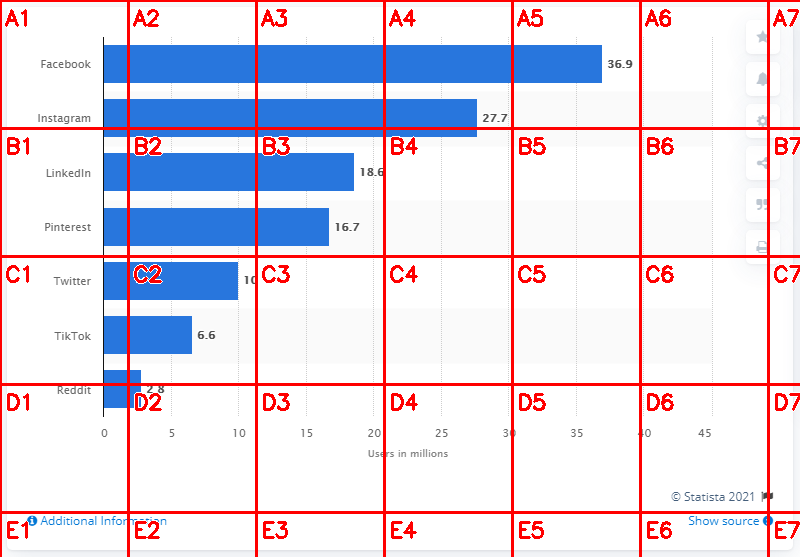 A1 A2 A3 A4 A5 A6 A7
Facebook 36.9
Instagram 27.7
B1 B2 B3 B4 B5 B6 B7
LinkedIn 18.6
Pinterest 16.7
C1 C2 C3 C4 C5 C6 C7
Twitter 10
TikTok 6.6
Reddit 2.8
D1 D2 D3 D4 D5 D6 D7
0 5 10 15 20 25 30 35 40 45
Users in millions
© Statista 2021
Additional Information Show source
E1 E2 E3 E4 E5 E6 E7